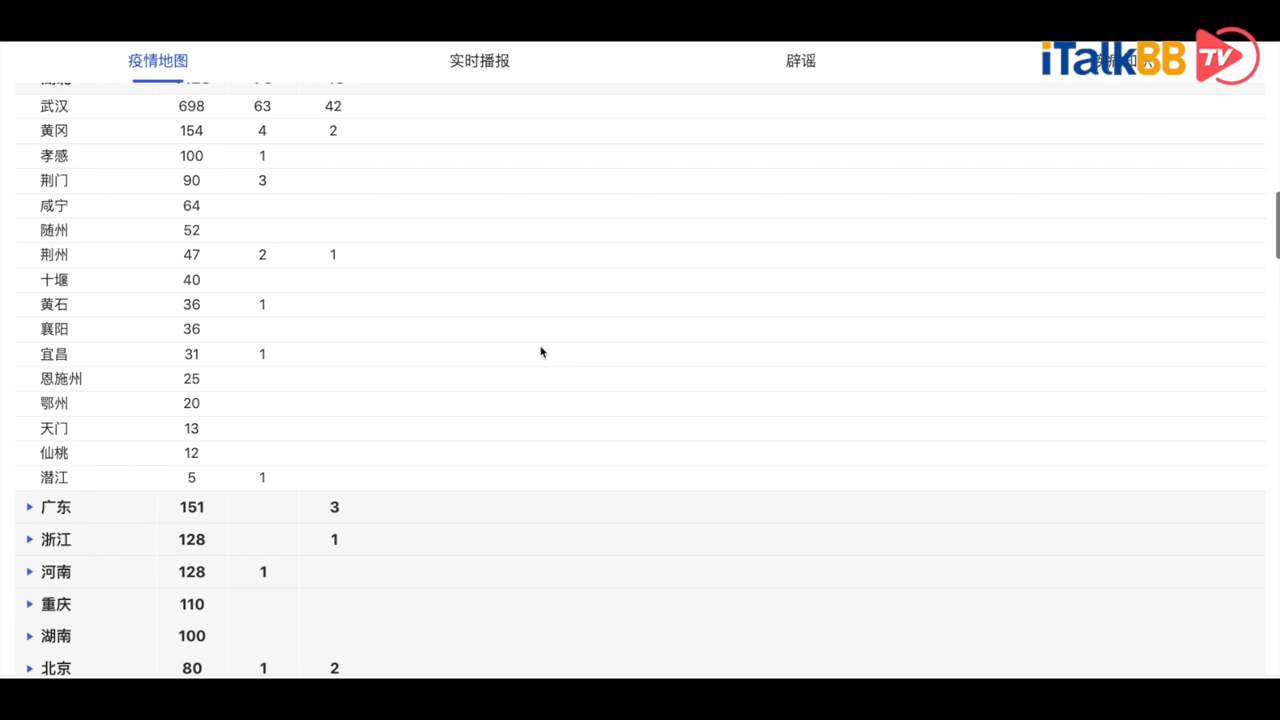 疫情地图 实时播报 辟谣
iTalkBB TV
武汉 698 63 42
黄冈 154 4 2
孝感 100 1
荆门 90 3
咸宁 64
随州 52
荆州 47 2 1
十堰 40
黄石 36 1
襄阳 36
宜昌 31 1
恩施州 25
鄂州 20
天门 13
仙桃 12
潜江 5 1
广东 151 3
浙江 128 1
河南 128 1
重庆 110
湖南 100
北京 80 1 2